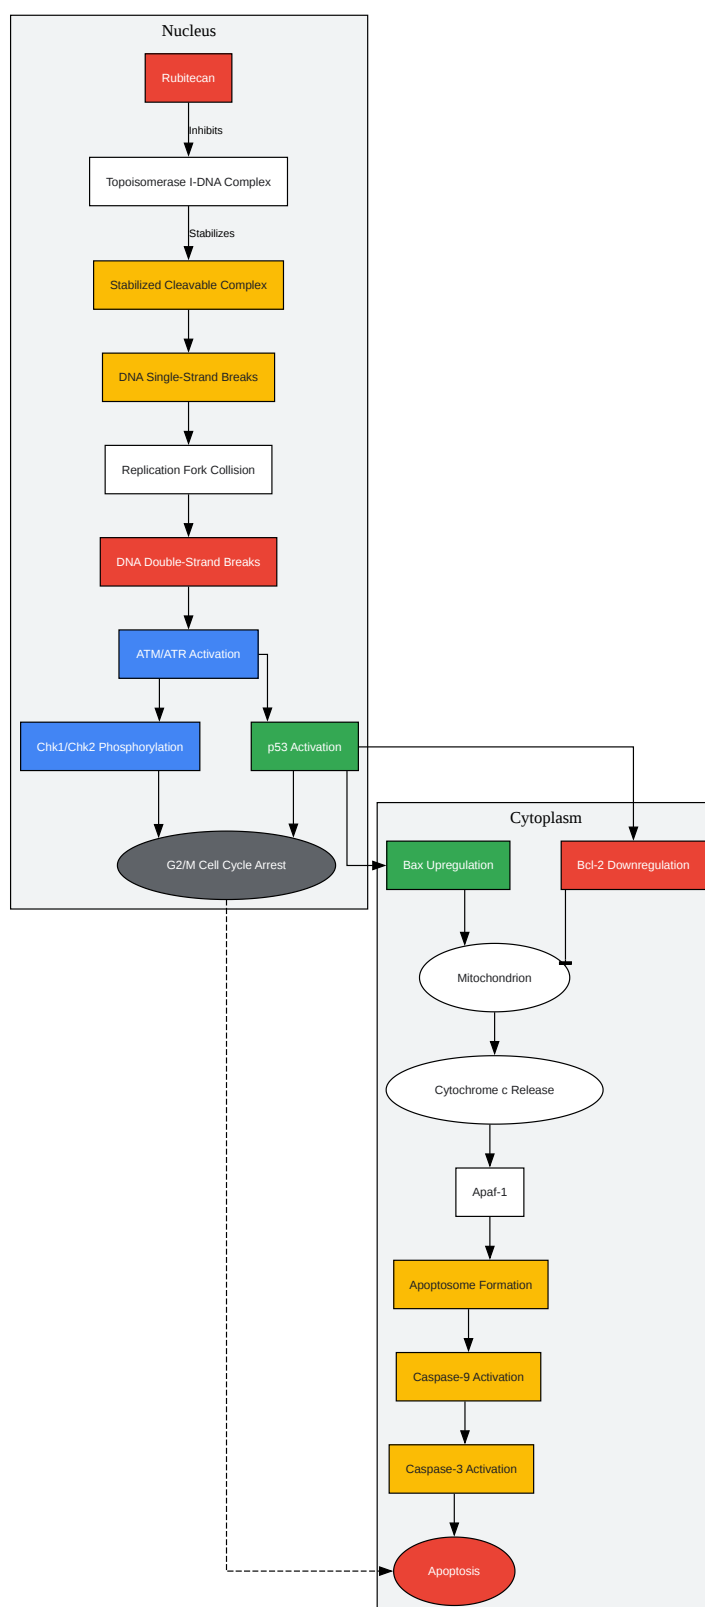 Nucleus
Rubitecan
Inhibits
Topoisomerase I-DNA Complex
Stabilizes
Stabilized Cleavable Complex
DNA Single-Strand Breaks
Replication Fork Collision
DNA Double-Strand Breaks
ATM/ATR Activation
Chk1/Chk2 Phosphorylation
p53 Activation
Cytoplasm
G2/M Cell Cycle Arrest
Bax Upregulation
Bcl-2 Downregulation
Mitochondrion
Cytochrome c Release
Apaf-1
Apoptosome Formation
Caspase-9 Activation
Caspase-3 Activation
Apoptosis